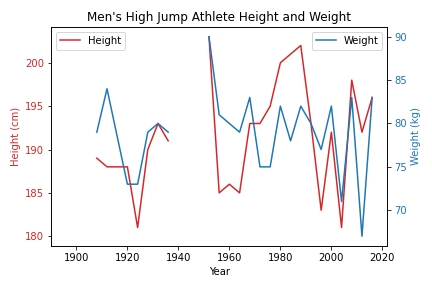 Men's High Jump Athlete Height and Weight
Height
Weight
200
195
190
185
180
Height (cm)
90
85
80
75
70
Weight (kg)
1900
1920
1940
1960
1980
2000
2020
Year